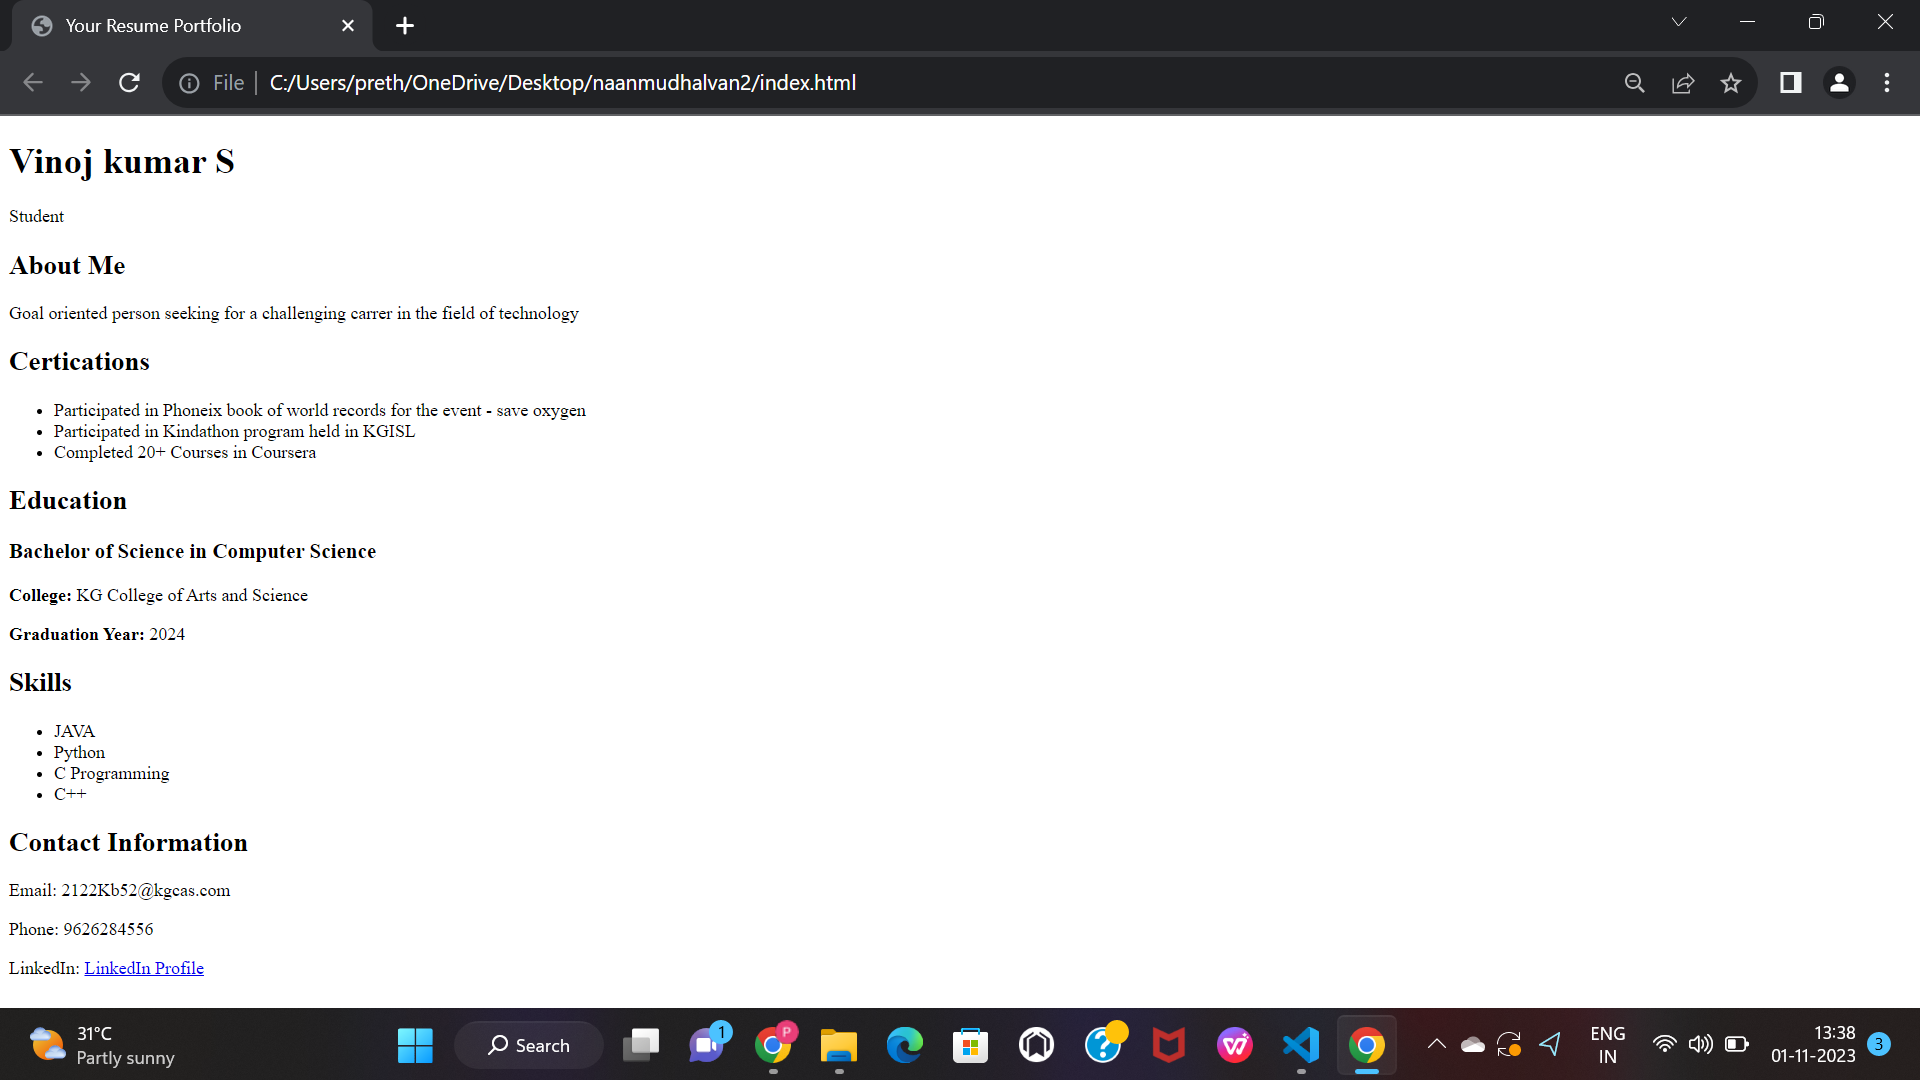 Your Resume Portfolio
File
C:/Users/preth/OneDrive/Desktop/naanmudhalvan2/index.html
Vinoj kumar S
Student
About Me
Goal oriented person seeking for a challenging carrer in the field of technology
Certications
Participated in Phoneix book of world records for the event - save oxygen
Participated in Kindathon program held in KGISL
Completed 20+ Courses in Coursera
Education
Bachelor of Science in Computer Science
College: KG College of Arts and Science
Graduation Year: 2024
Skills
JAVA
Python
C Programming
C++
Contact Information
Email: 2122Kb52@kgcas.com
Phone: 9626284556
LinkedIn: LinkedIn Profile
31°C
Partly sunny
Search
1
P
ENG
IN
13:38
01-11-2023
3